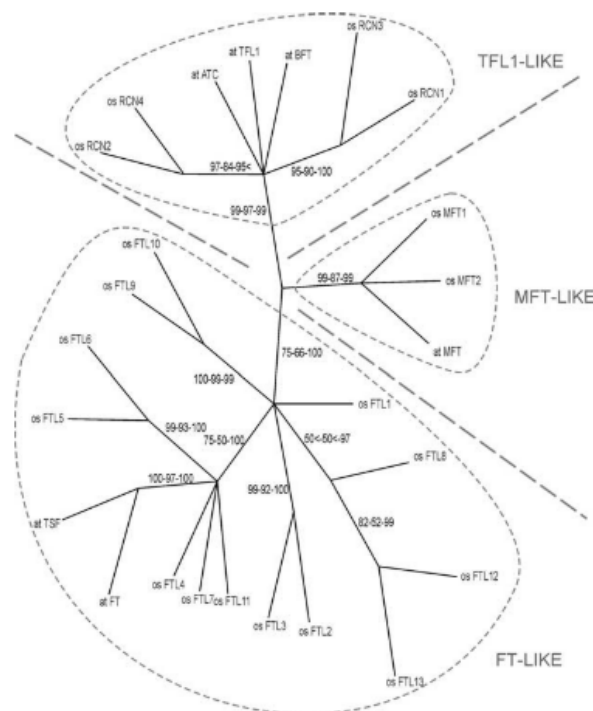 os RCN3
TFL1-LIKE
at TFL1
at BFT
at ATC
os RCN1
os RCN4
os RCN2
97-84-95<
95-90-100
99-97-99
os MFT1
os FTL10
99-87-99
os MFT2
os FTL9
MFT-LIKE
os FTL6
at MFT
75-66-100
100-99-99
os FTL1
os FTL5
99-93-100
75-50-100
50<-50<-97
os FTL8
100-97-100
99-92-100
at TSF
82-52-99
os FTL4
os FTL12
at FT
os FTL7
os FTL11
os FTL3
os FTL2
FT-LIKE
os FTL13